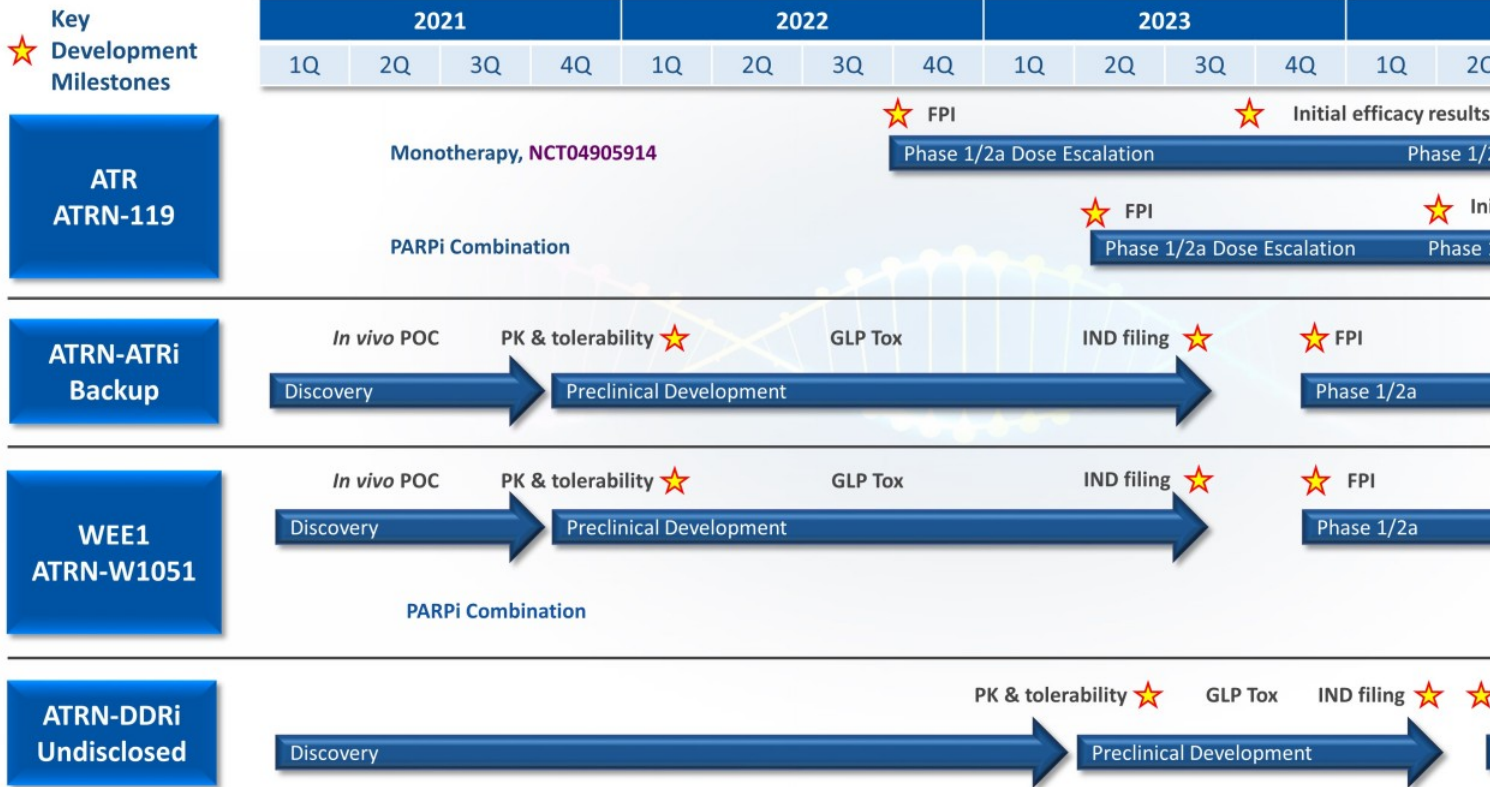 Key
Development
Milestones
2021 2022 2023
1Q 2Q 3Q 4Q 1Q 2Q 3Q 4Q 1Q 2Q 3Q 4Q 1Q
ATR
ATRN-119
FPI Initial efficacy results
Monotherapy, NCT04905914 Phase 1/2a Dose Escalation Phase
FPI
PARPi Combination Phase 1/2a Dose Escalation Phase
ATRN-ATRi
Backup
In vivo POC PK & tolerability GLP Tox IND filing FPI
Discovery Preclinical Development Phase 1/2a
WEE1
ATRN-W1051
In vivo POC PK & tolerability GLP Tox IND filing FPI
Discovery Preclinical Development Phase 1/2a
PARPi Combination
ATRN-DDRi
Undisclosed
PK & tolerability GLP Tox IND filing
Discovery Preclinical Development